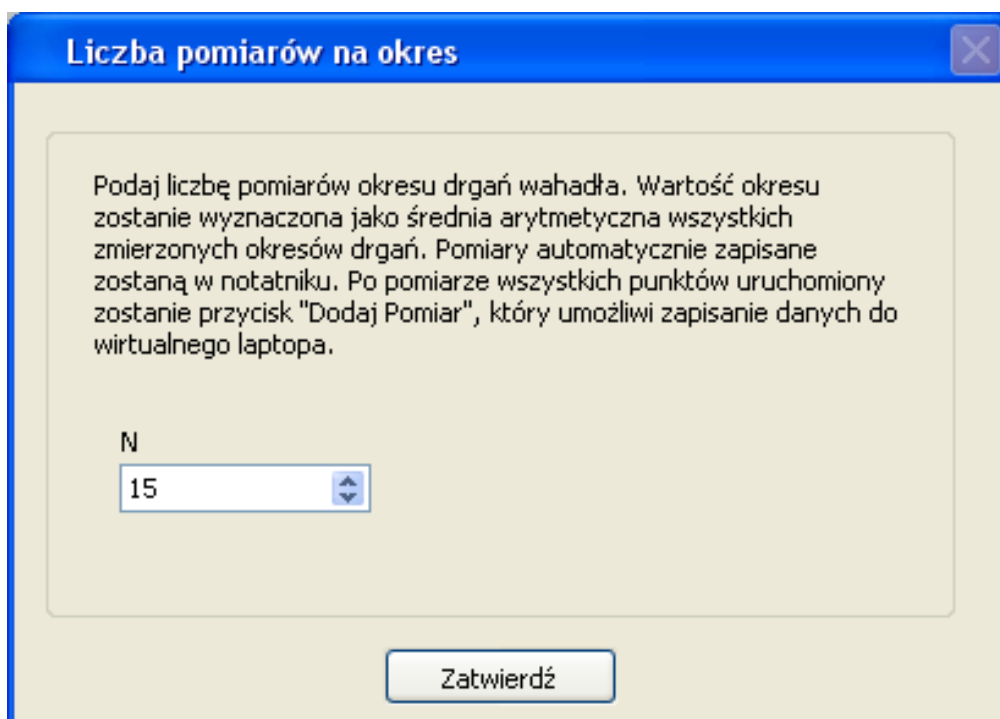 Liczba pomiarów na okres
Podaj liczbę pomiarów okresu drgań wahadła. Wartość okresu
zostanie wyznaczona jako średnia arytmetyczna wszystkich
zmierzonych okresów drgań. Pomiary automatycznie zapisane
zostaną w notatniku. Po pomiarze wszystkich punktów uruchomiony
zostanie przycisk "Dodaj Pomiar", który umożliwi zapisanie danych do
wirtualnego laptopa.
N
15
Zatwierdź